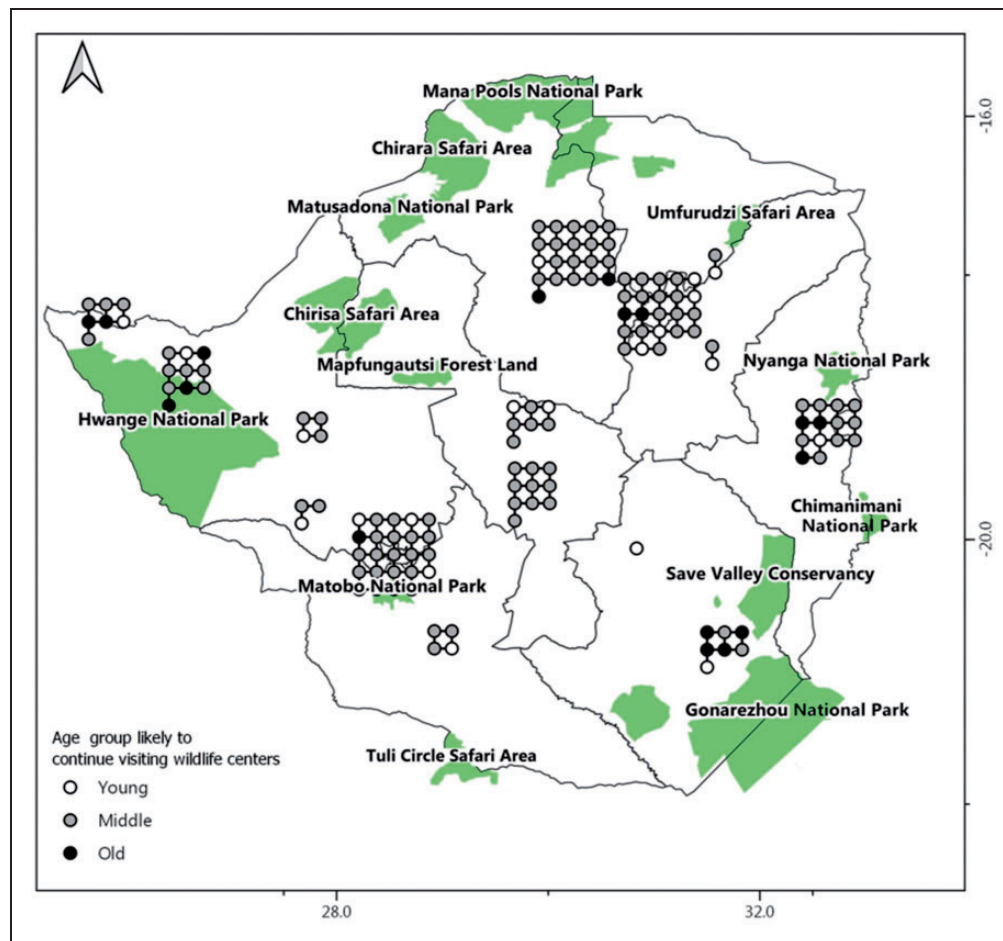 Mana Pools National Park
-16.0
Chirara Safari Area
Matusadona National Park
Umfurudzi Safari Area
Chirisa Safari Area
Mapfungautsi Forest Land
Nyanga National Park
Hwange National Park
Chimanimani
National Park
-20.0
Save Valley Conservancy
Matobo National Park
Gonarezhou National Park
Tuli Circle Safari Area
Age group likely to
continue visiting wildlife centers
Young
Middle
Old
28.0
32.0